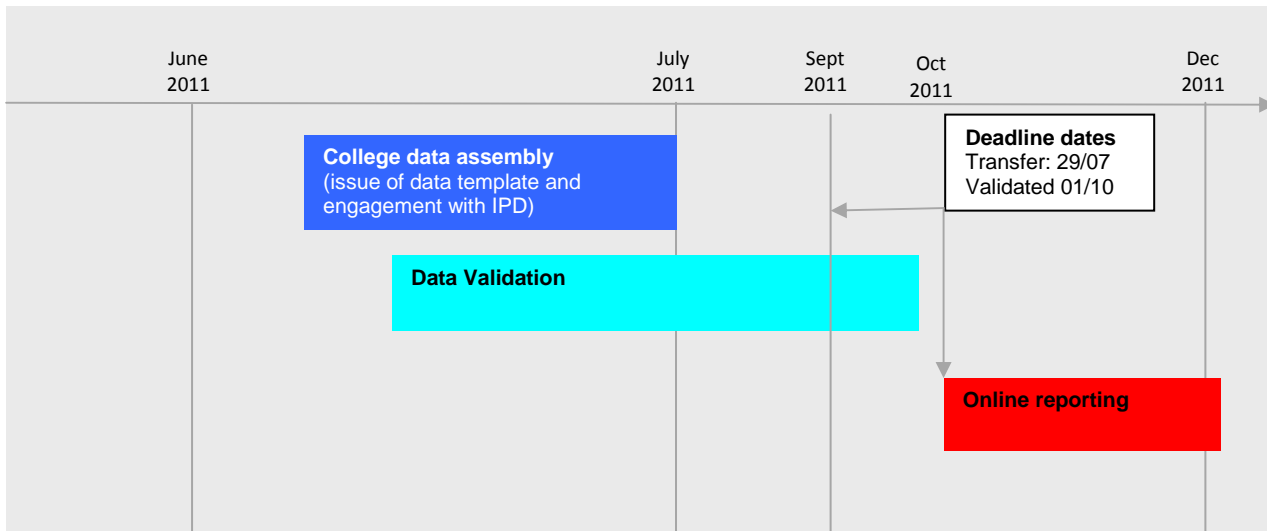 June
2011
July
2011
Sept
2011
Oct
2011
Dec
2011
College data assembly
(issue of data template and
engagement with IPD)
Deadline dates
Transfer: 29/07
Validated 01/10
Data Validation
Online reporting